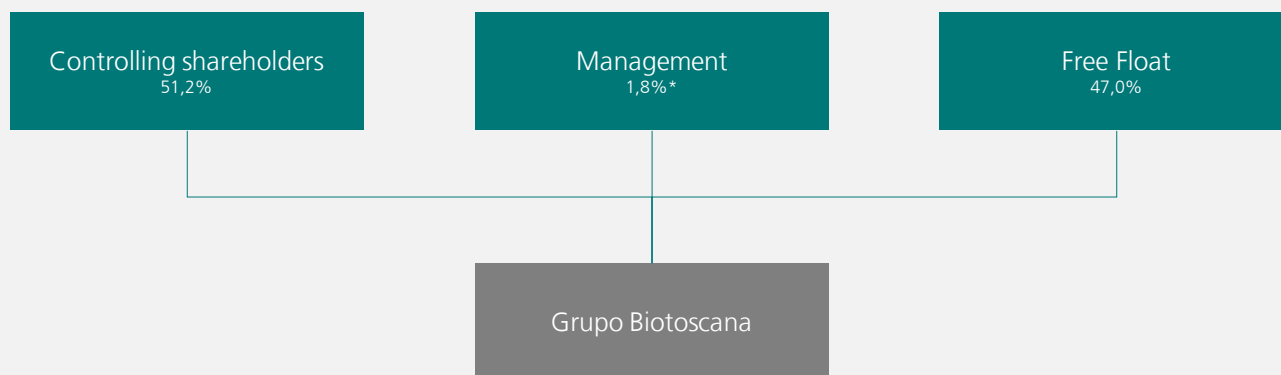 Controlling shareholders
51,2%
Management
1,8%*
Free Float
47,0%
Grupo Biotoscana